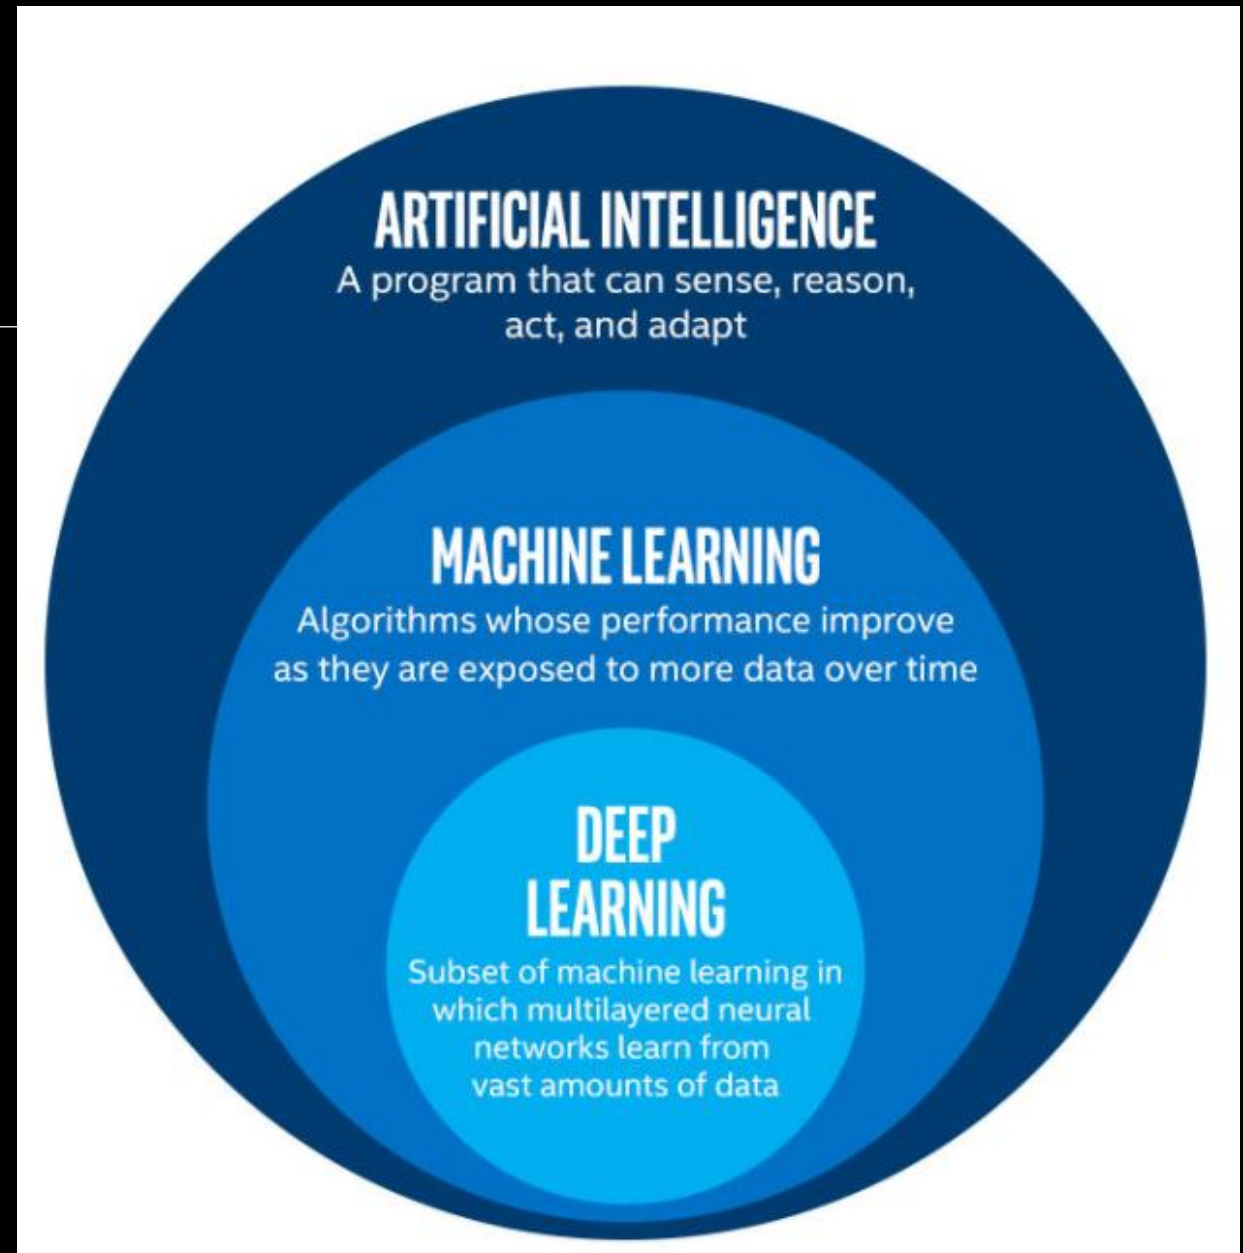 ARTIFICIAL INTELLIGENCE
A program that can sense, reason,
act, and adapt
MACHINE LEARNING
Algorithms whose performance improve
as they are exposed to more data over time
DEEP
LEARNING
Subset of machine learning in
which multilayered neural
networks learn from
vast amounts of data